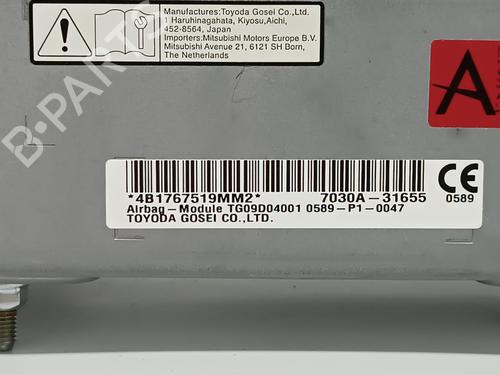 Manufactures:Toyoda Gosei Co.,LTD.
1 Haruhinagahata, Kiyosu,Aichi,
452-8564, Japan
Importers:Mitsubishi Motors Europe B.V.
Mitsubishi Avenue 21, 6121 SH Born,
The Netherlands
A
B-PARTS
*4B1767519MM2* 7030A-31655
Airbag-Module TG09D04001 0589-P1-0047
TOYODA GOSEI CO.,LTD.
CE
0589